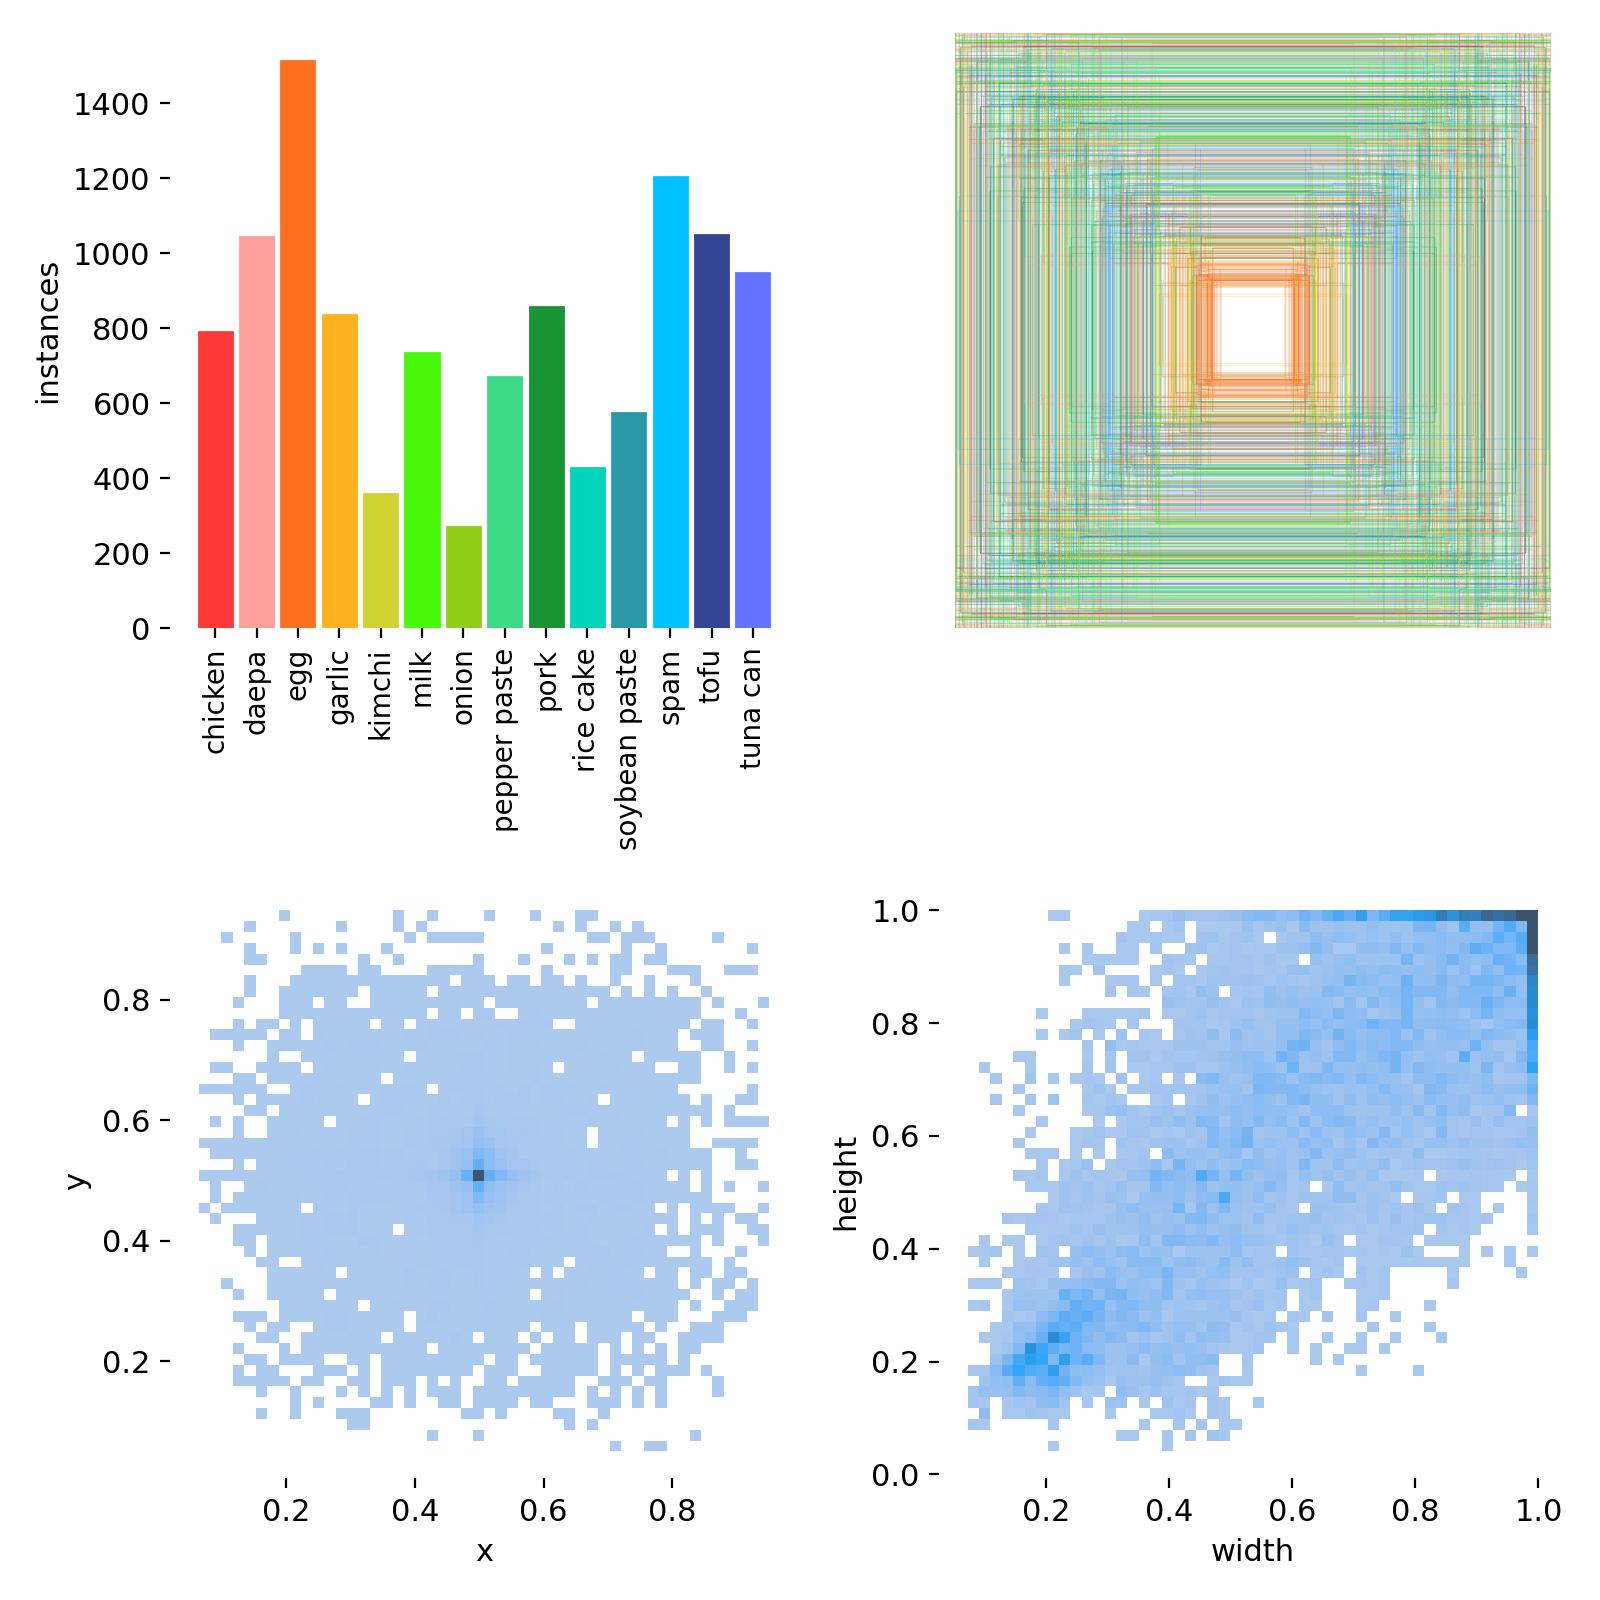 1400
1200
1000
800
600
400
200
0
instances
chicken
daepa
egg
garlic
kimchi
milk
onion
pepper paste
pork
rice cake
soybean paste
spam
tofu
tuna can
0.8
0.6
0.4
0.2
y
0.2 0.4 0.6 0.8
x
1.0
0.8
0.6
0.4
0.2
0.0
height
0.2 0.4 0.6 0.8 1.0
width